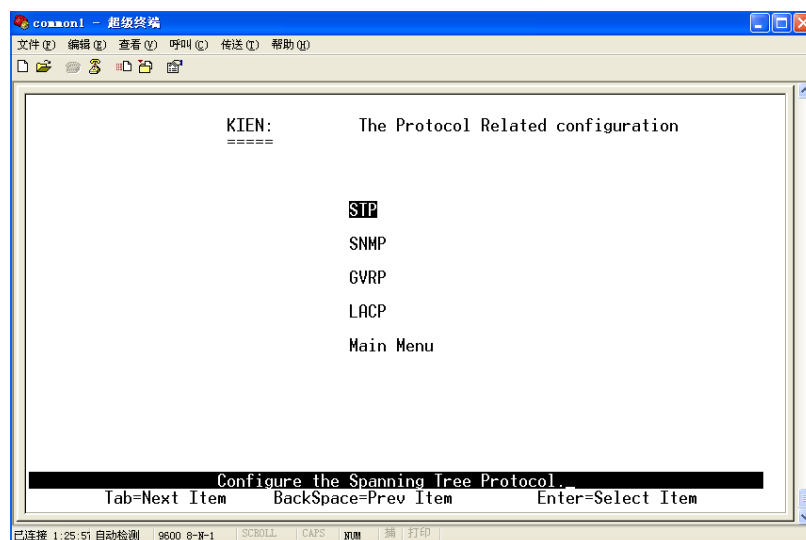 common1 - 超级终端
文件(F) 编辑(E) 查看(V) 呼叫(C) 传送(T) 帮助(H)
KIEN: The Protocol Related configuration
=====
STP
SNMP
GVRP
LACP
Main Menu
Configure the Spanning Tree Protocol._
Tab=Next Item BackSpace=Prev Item Enter=Select Item
已连接 1:25:57 自动检测 9600 8-N-1 SCROLL CAPS NUM 捕 打印